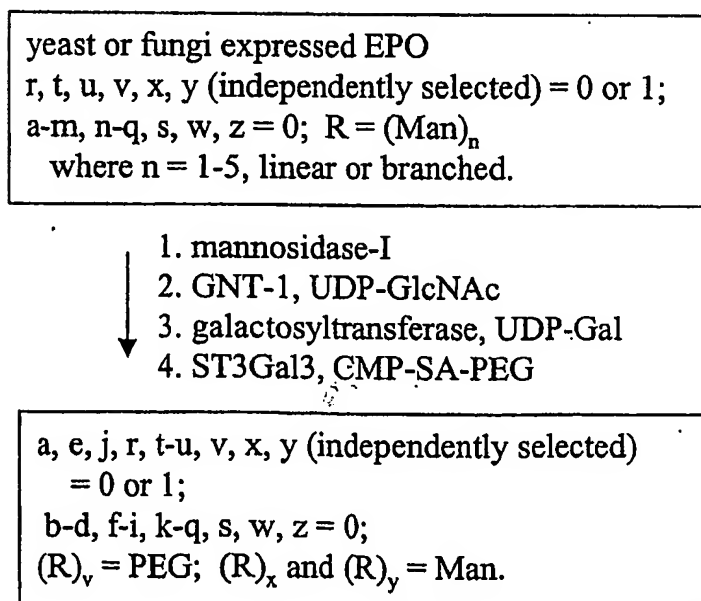 yeast or fungi expressed EPO
r, t, u, v, x, y (independently selected) = 0 or 1;
a-m, n-q, s, w, z = 0; R = (Man)n
where n = 1-5, linear or branched.
1. mannosidase-I
2. GNT-1, UDP-GlcNAc
3. galactosyltransferase, UDP-Gal
4. ST3Gal3, CMP-SA-PEG
a, e, j, r, t-u, v, x, y (independently selected)
= 0 or 1;
b-d, f-i, k-q, s, w, z = 0;
(R)v = PEG; (R)x and (R)y = Man.